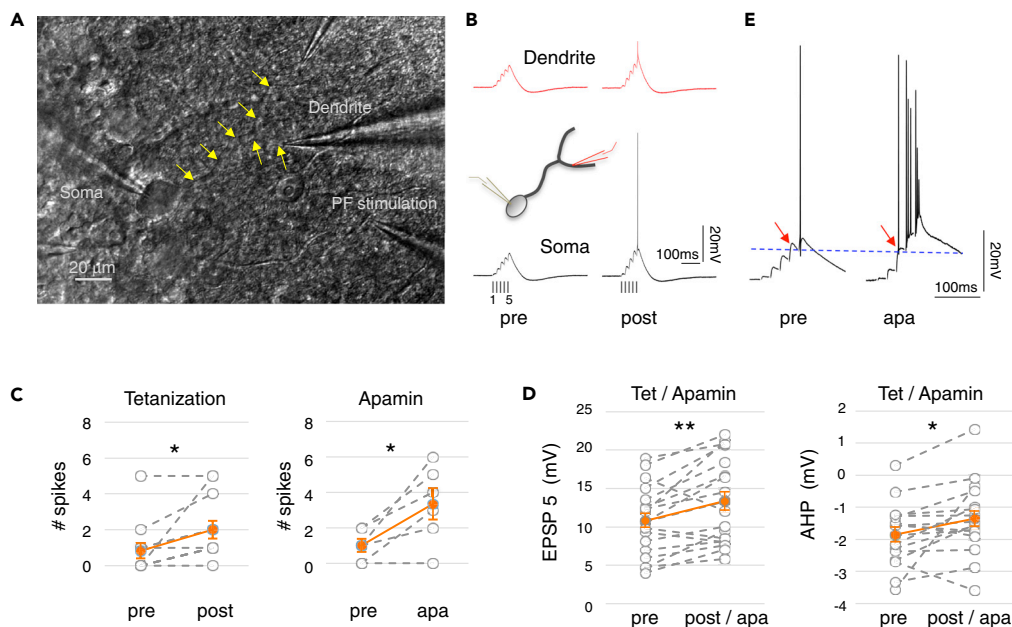 A
Dendrite
Soma
PF stimulation
20 µm
B
Dendrite
Soma
20mV
100ms
1 5
pre post
E
20mV
100ms
pre apa
C
Tetanization
# spikes
8
6
4
2
0
pre post
*
Apamin
# spikes
8
6
4
2
0
pre apa
*
D
Tet / Apamin
EPSP 5 (mV)
25
20
15
10
5
0
pre post / apa
**
Tet / Apamin
AHP (mV)
2
1
0
-1
-2
-3
-4
pre post / apa
*